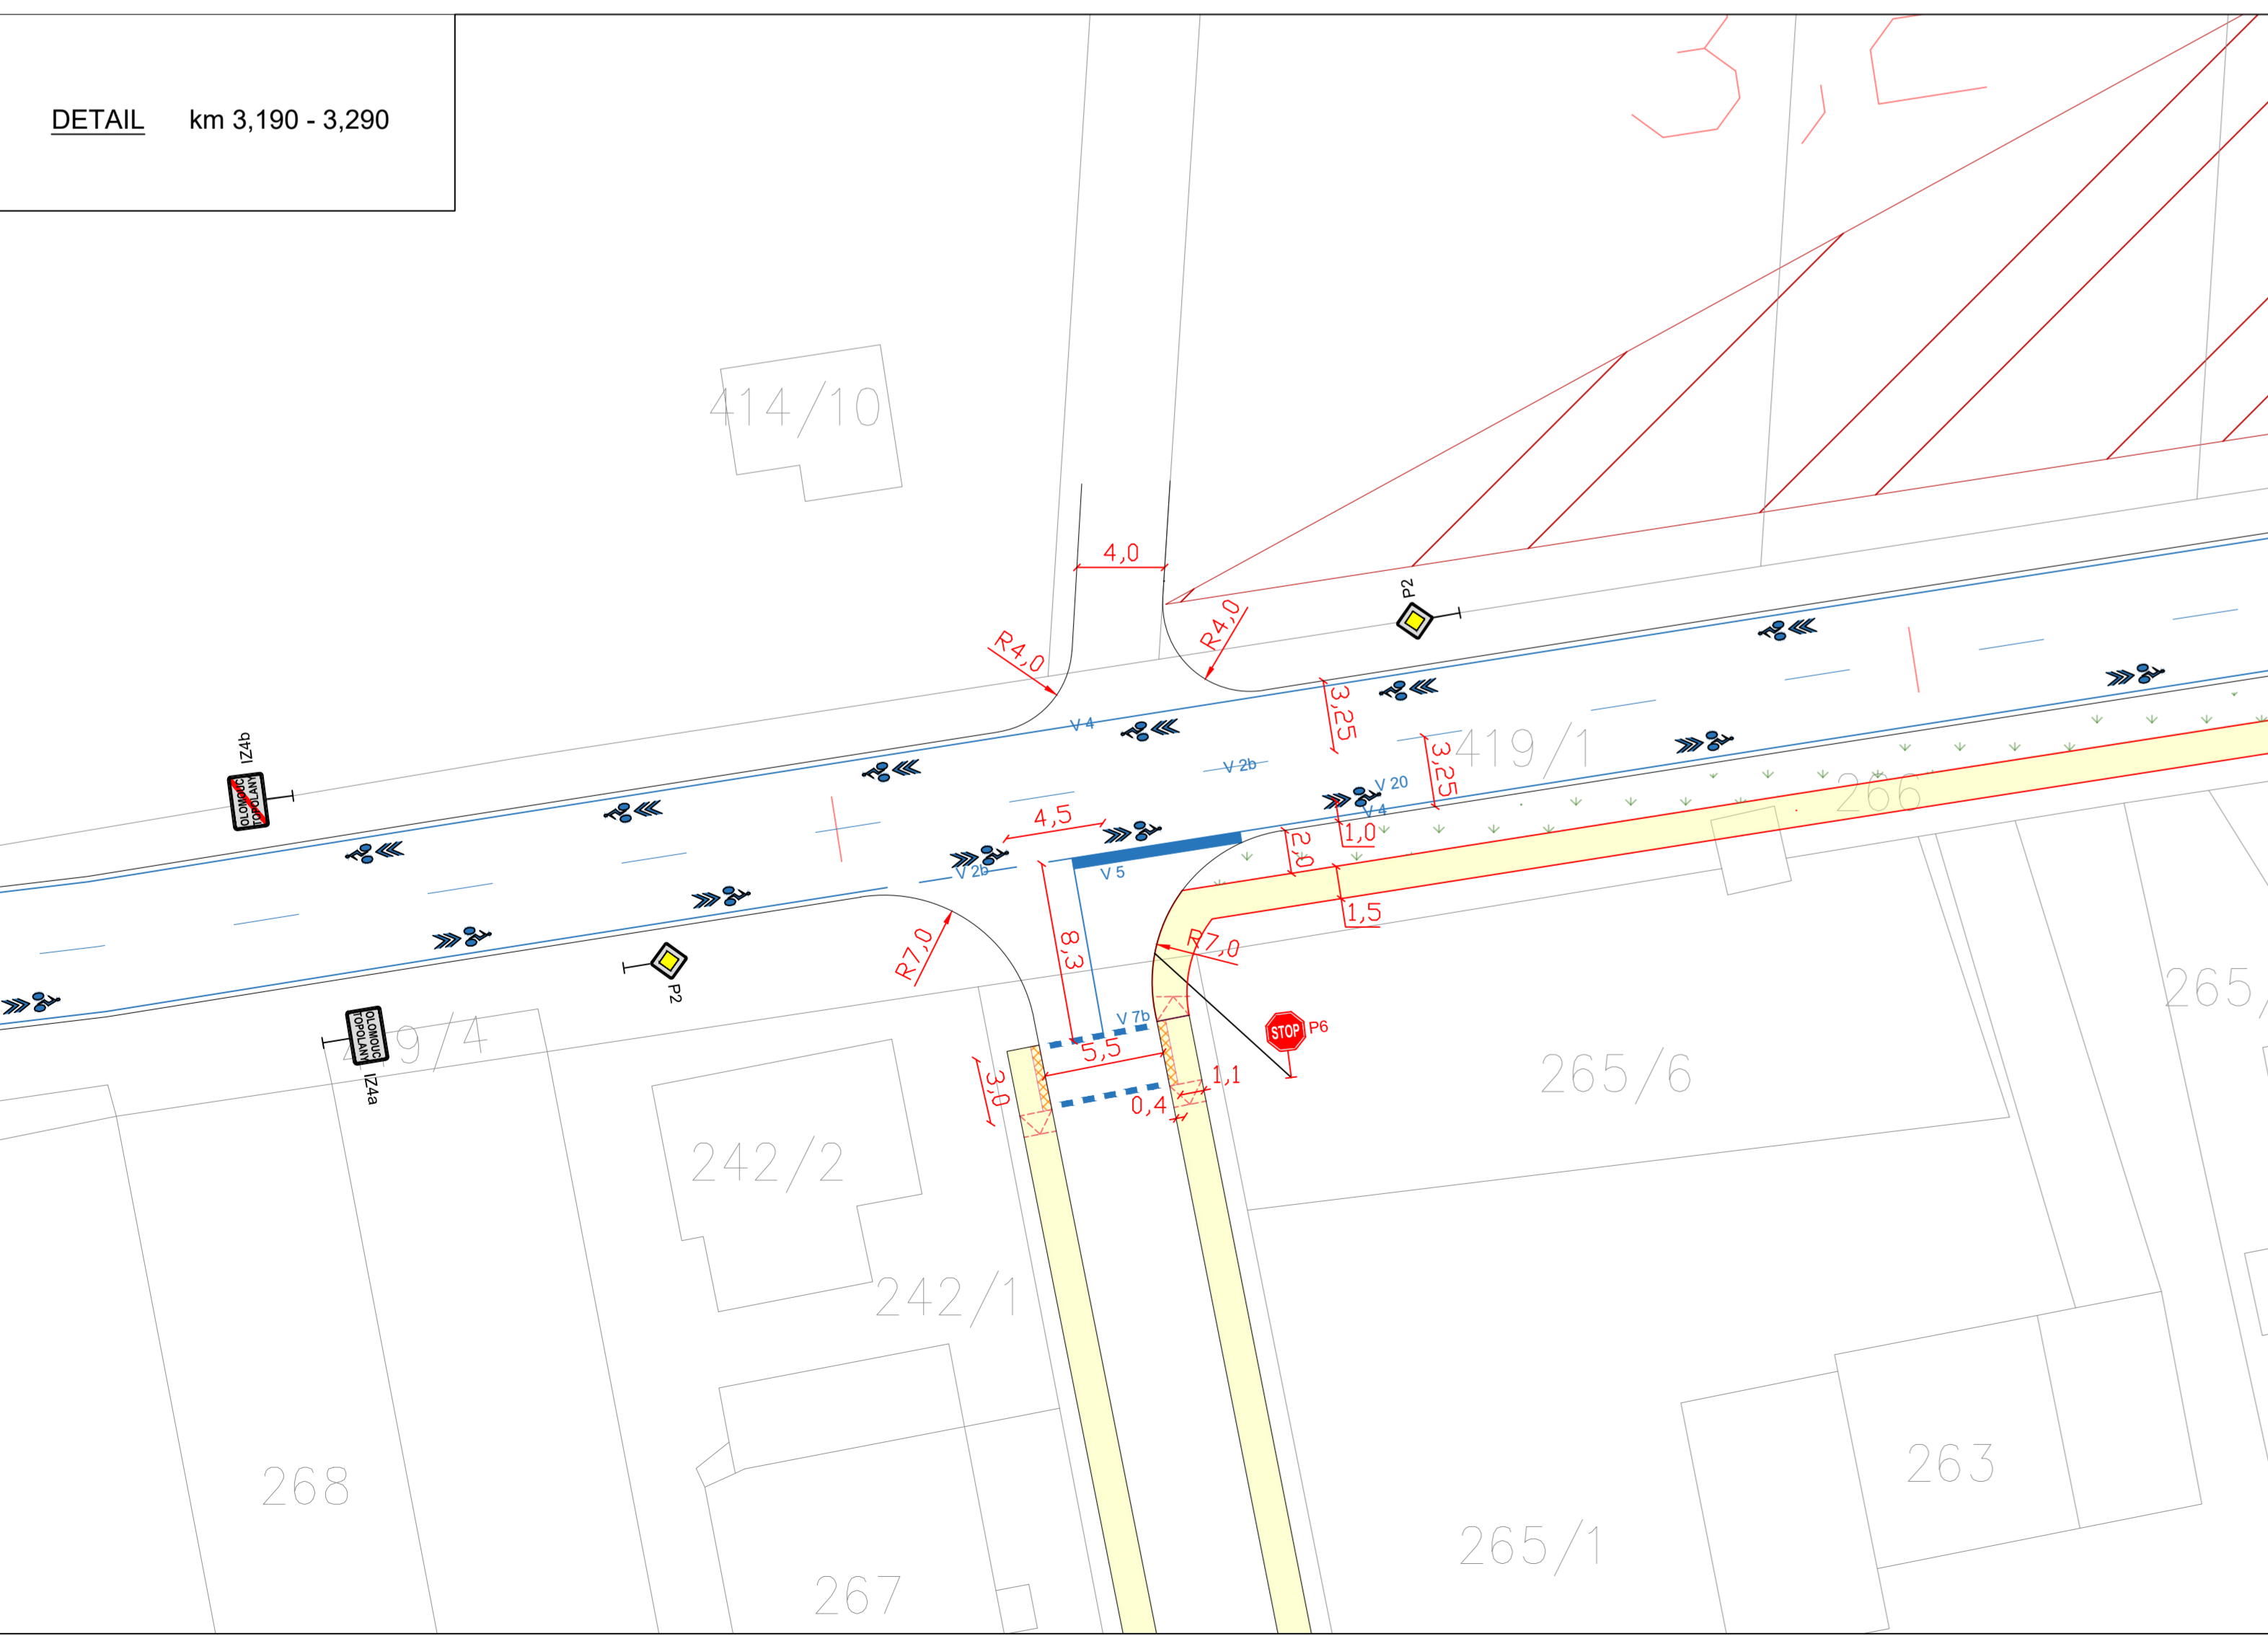 DETAIL km 3,190 - 3,290
3,2
414/10
4,0
R4,0
R4,0
P2
IZ4b
OLOMOUC
TOPOLANY
V 4
3,25
V 2b
3,25
419/1
V 20
V 4
266
4,5
1,0
2,0
V 2b
V 5
1,5
R7,0
8,3
R7,0
P2
OLOMOUC
TOPOLANY
IZ4a
V 7b
STOP P6
5,5
3,0
1,1
0,4
265/6
265/
242/2
242/1
268
267
265/1
263